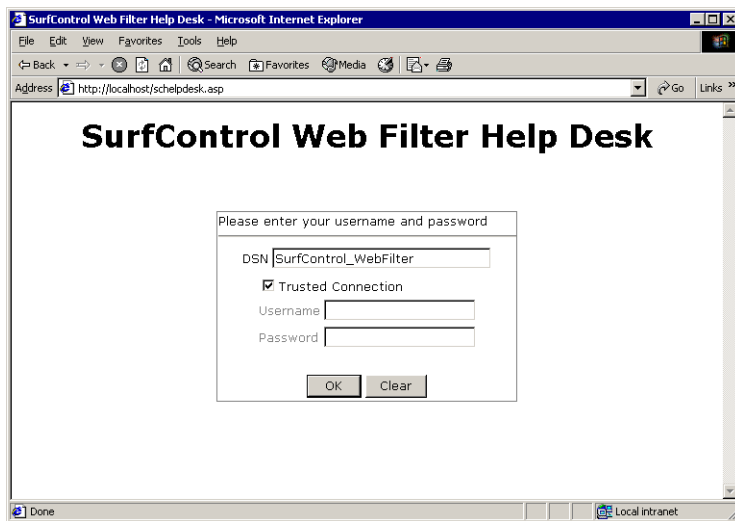 SurfControl Web Filter Help Desk - Microsoft Internet Explorer
File Edit View Favorites Tools Help
Back Search Favorites Media
Address http://localhost/schelpdesk.asp Go Links »
SurfControl Web Filter Help Desk
Please enter your username and password
DSN SurfControl_WebFilter
Trusted Connection
Username
Password
OK Clear
Done Local intranet